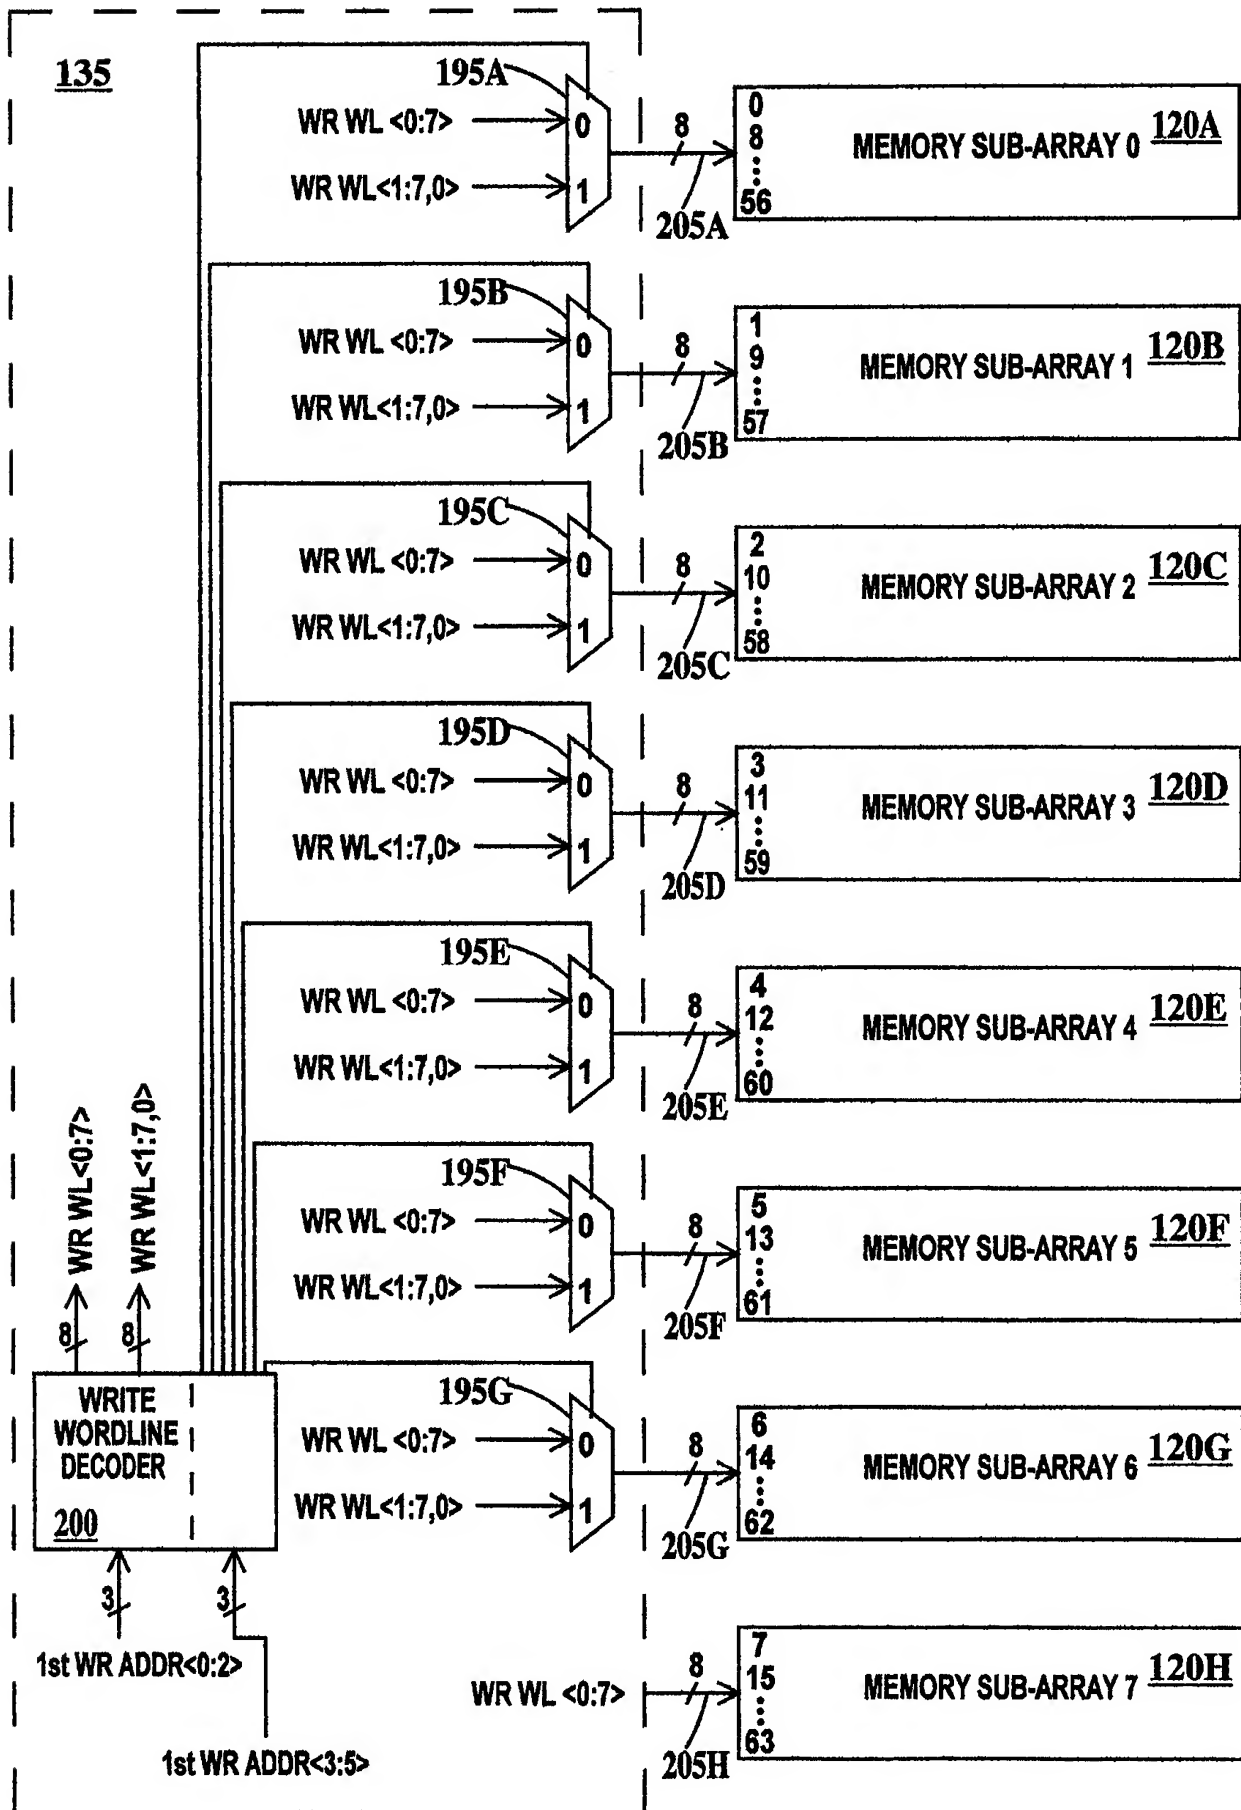 135
195A
WR WL <0:7>
0
WR WL<1:7,0>
1
8
205A
0
8
56
MEMORY SUB-ARRAY 0
120A
195B
WR WL <0:7>
0
WR WL<1:7,0>
1
8
205B
1
9
57
MEMORY SUB-ARRAY 1
120B
195C
WR WL <0:7>
0
WR WL<1:7,0>
1
8
205C
2
10
58
MEMORY SUB-ARRAY 2
120C
195D
WR WL <0:7>
0
WR WL<1:7,0>
1
8
205D
3
11
59
MEMORY SUB-ARRAY 3
120D
195E
WR WL <0:7>
0
WR WL<1:7,0>
1
8
205E
4
12
60
MEMORY SUB-ARRAY 4
120E
195F
WR WL <0:7>
0
WR WL<1:7,0>
1
8
205F
5
13
61
MEMORY SUB-ARRAY 5
120F
195G
WR WL <0:7>
0
WR WL<1:7,0>
1
8
205G
6
14
62
MEMORY SUB-ARRAY 6
120G
WR WL<0:7>
WR WL<1:7,0>
8
8
WRITE
WORDLINE
DECODER
200
3
3
1st WR ADDR<0:2>
1st WR ADDR<3:5>
WR WL <0:7>
8
205H
7
15
63
MEMORY SUB-ARRAY 7
120H